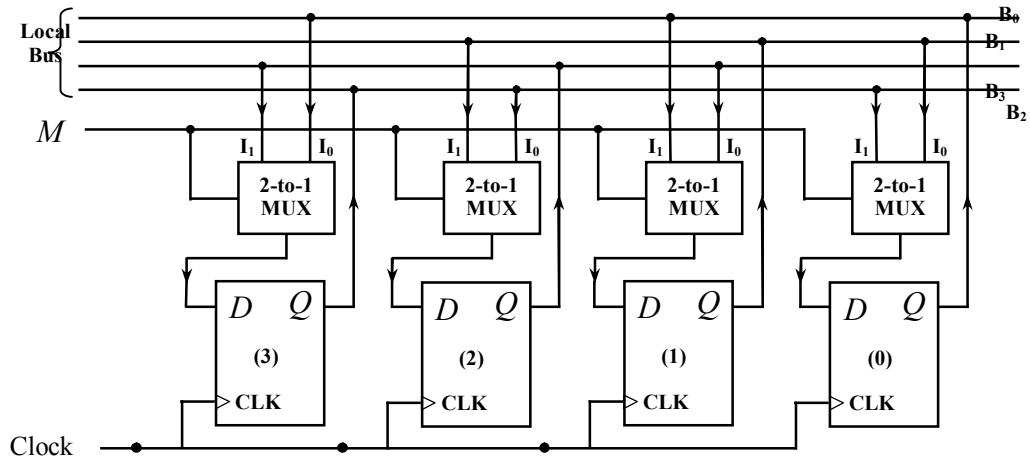 B₀
Local
Bus
B₁
B₃
B₂
M
I₁ I₀ I₁ I₀ I₁ I₀ I₁ I₀
2-to-1 2-to-1 2-to-1 2-to-1
MUX MUX MUX MUX
D Q D Q D Q D Q
(3) (2) (1) (0)
CLK CLK CLK CLK
Clock